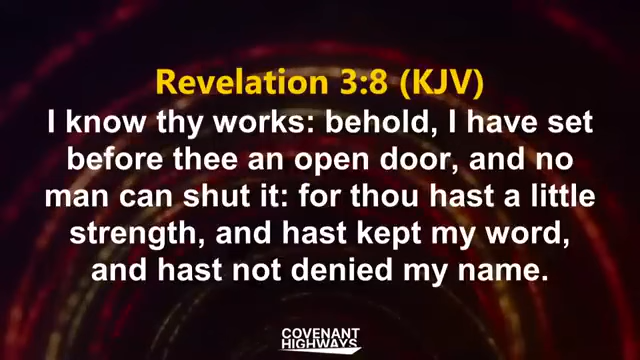 Revelation 3:8 (KJV)
I know thy works: behold, I have set
before thee an open door, and no
man can shut it: for thou hast a little
strength, and hast kept my word,
and hast not denied my name.
COVENANT
HIGHWAYS